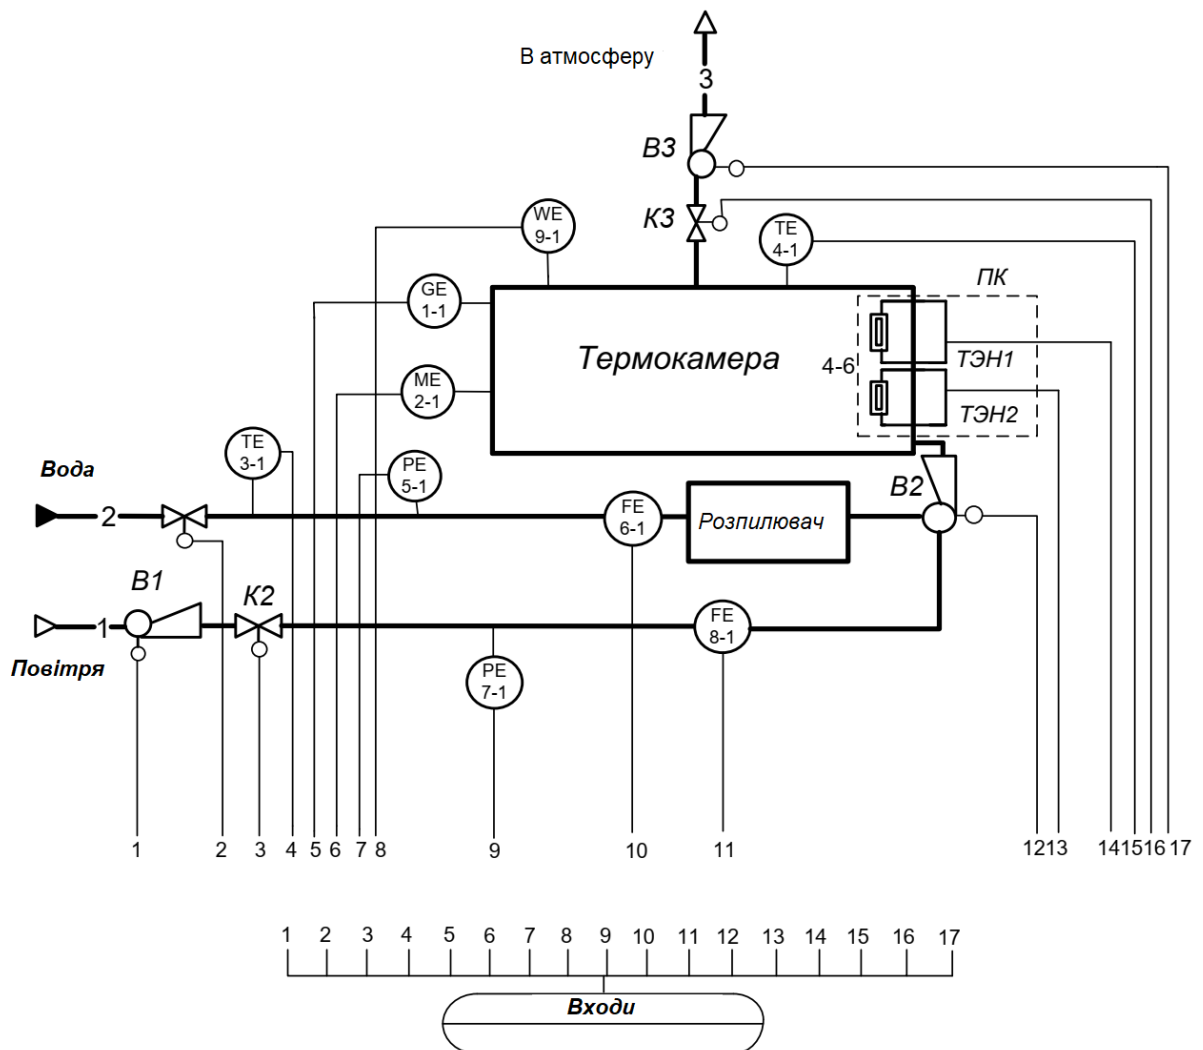 В атмосферу
3
В3
К3
WE
9-1
TE
4-1
GE
1-1
ПК
Термокамера
4-6
ТЭН1
ME
2-1
ТЭН2
TE
3-1
Вода
PE
5-1
В2
2
FE
6-1
Розпилювач
В1
К2
1
FE
8-1
Повітря
PE
7-1
1 2 3 4 5 6 7 8 9 10 11 12 13 14 15 16 17
1 2 3 4 5 6 7 8 9 10 11 12 13 14 15 16 17
Входи